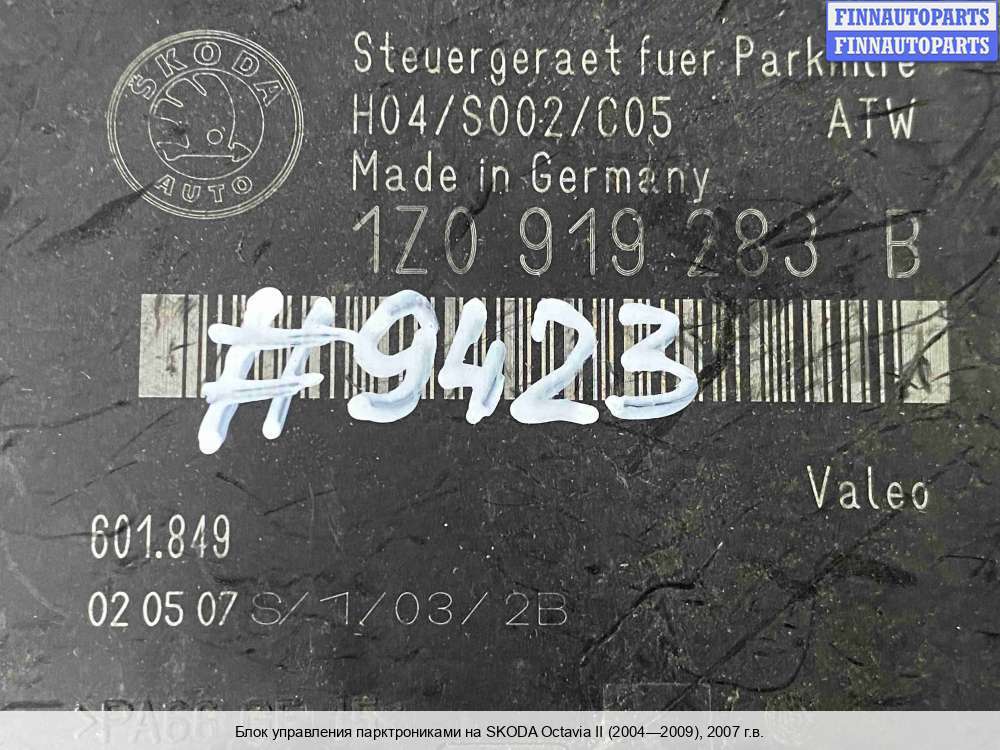 FINNAUTOPARTS
FINNAUTOPARTS
ŠKODA
AUTO
Steuergeraet fuer Parkhilfe
H04/S002/C05 ATW
Made in Germany
1Z0 919 283 B
#9423
Valeo
601.849
02 05 07 S/1/03/2B
>PA66
Блок управления парктрониками на SKODA Octavia II (2004—2009), 2007 г.в.